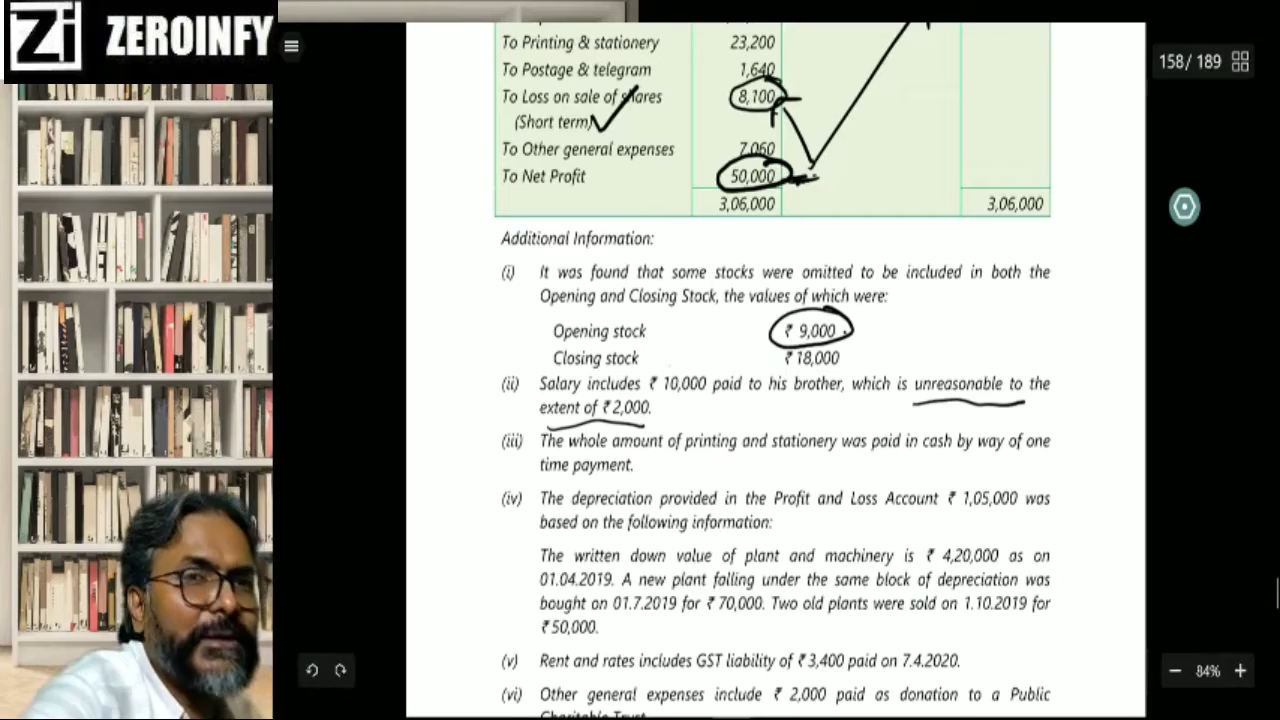 Zi ZEROINFY
158/ 189
To Printing & stationery 23,200
To Postage & telegram 1,640
To Loss on sale of shares 8,100
(Short term)
To Other general expenses 7,060
To Net Profit 50,000
3,06,000 3,06,000
Additional Information:
(i) It was found that some stocks were omitted to be included in both the
Opening and Closing Stock, the values of which were:
Opening stock ₹ 9,000
Closing stock ₹ 18,000
(ii) Salary includes ₹ 10,000 paid to his brother, which is unreasonable to the
extent of ₹ 2,000.
(iii) The whole amount of printing and stationery was paid in cash by way of one
time payment.
(iv) The depreciation provided in the Profit and Loss Account ₹ 1,05,000 was
based on the following information:
The written down value of plant and machinery is ₹ 4,20,000 as on
01.04.2019. A new plant falling under the same block of depreciation was
bought on 01.7.2019 for ₹ 70,000. Two old plants were sold on 1.10.2019 for
₹ 50,000.
(v) Rent and rates includes GST liability of ₹ 3,400 paid on 7.4.2020.
(vi) Other general expenses include ₹ 2,000 paid as donation to a Public
Charitable Trust.
84%